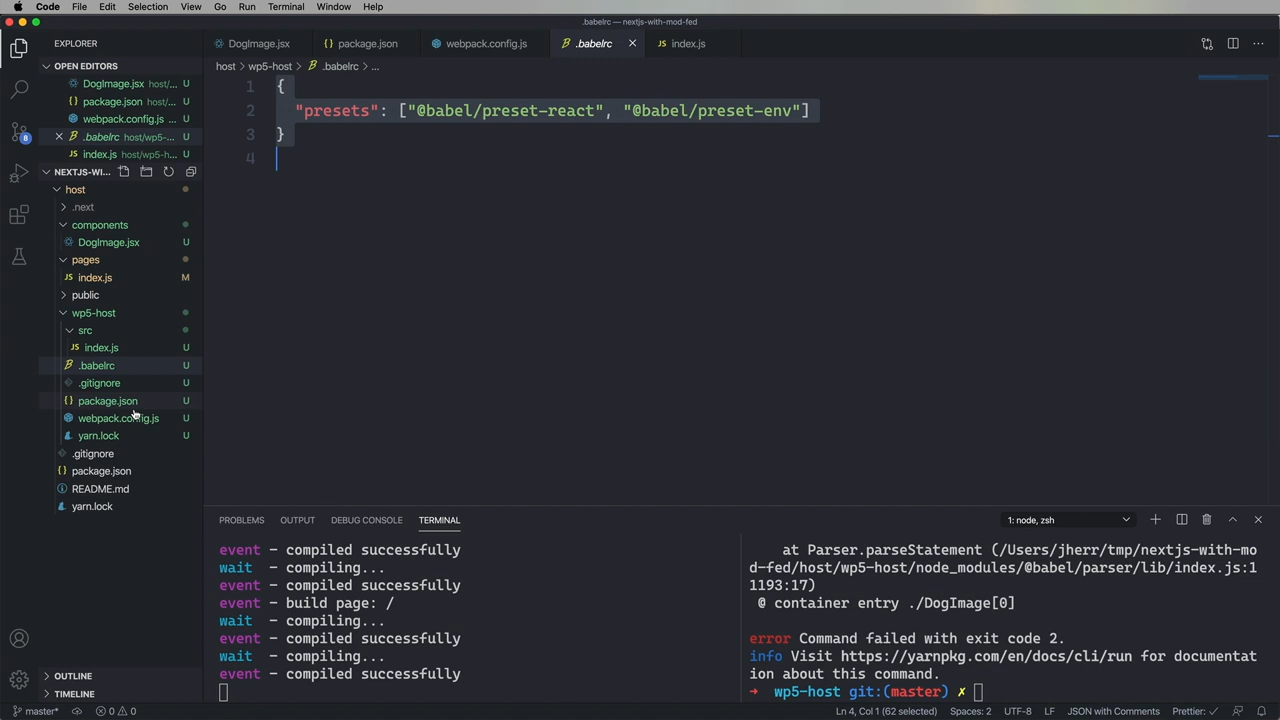 Code File Edit Selection View Go Run Terminal Window Help
.babelrc — nextjs-with-mod-fed
EXPLORER
DogImage.jsx package.json webpack.config.js .babelrc index.js
OPEN EDITORS
host > wp5-host > .babelrc > ...
DogImage.jsx host/... U
package.json host/... U
webpack.config.js U
.babelrc host/wp5-... U
index.js host/wp5-h... U
NEXTJS-WI...
host
.next
components
DogImage.jsx U
pages
index.js M
public
wp5-host
src
index.js U
.babelrc U
.gitignore U
package.json U
webpack.config.js U
yarn.lock U
.gitignore
package.json
README.md
yarn.lock
OUTLINE
TIMELINE
8
1 {
2 "presets": ["@babel/preset-react", "@babel/preset-env"]
3 }
4
PROBLEMS OUTPUT DEBUG CONSOLE TERMINAL 1: node, zsh
event - compiled successfully
wait - compiling...
event - compiled successfully
event - build page: /
wait - compiling...
event - compiled successfully
wait - compiling...
event - compiled successfully
at Parser.parseStatement (/Users/jherr/tmp/nextjs-with-mo
d-fed/host/wp5-host/node_modules/@babel/parser/lib/index.js:1
1193:17)
@ container entry ./DogImage[0]
error Command failed with exit code 2.
info Visit https://yarnpkg.com/en/docs/cli/run for documentat
ion about this command.
➜ wp5-host git:(master) ✗
master* 0 0 Ln 4, Col 1 (62 selected) Spaces: 2 UTF-8 LF JSON with Comments Prettier: ✓